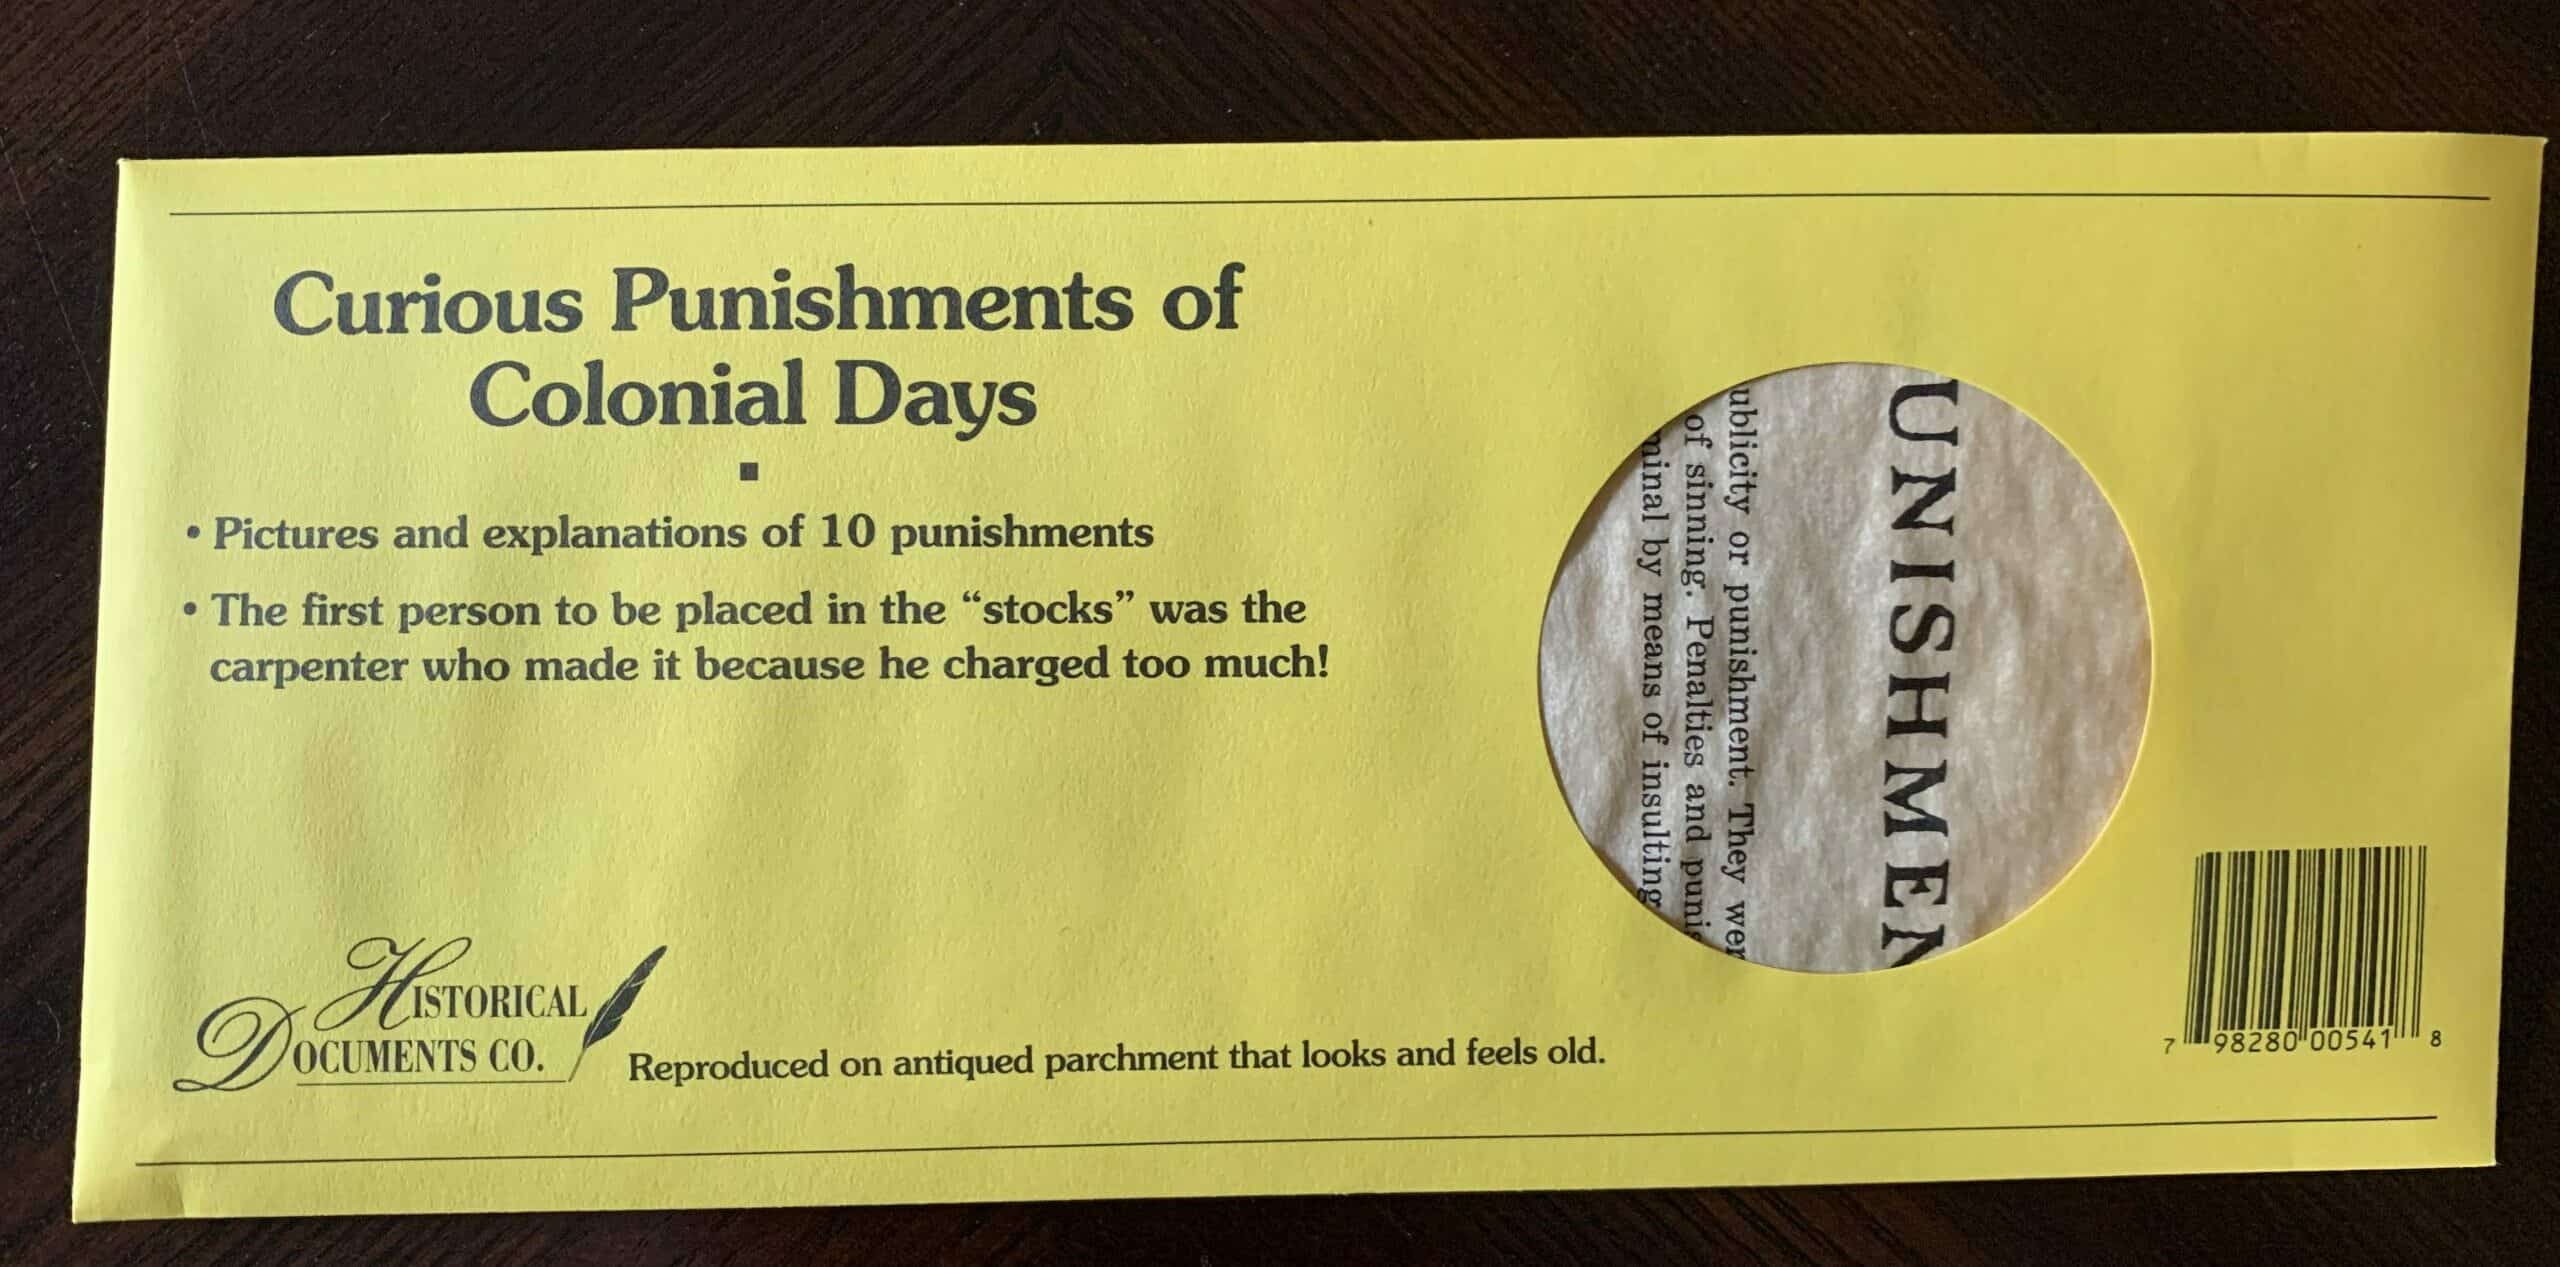 Curious Punishments of
Colonial Days
• Pictures and explanations of 10 punishments
• The first person to be placed in the “stocks” was the
carpenter who made it because he charged too much!
UNISHMEN
ublicity or punishment. They wer
of sinning. Penalties and punis
minal by means of insulting
HISTORICAL
DOCUMENTS CO.
Reproduced on antiqued parchment that looks and feels old.
7 98280 00541 8